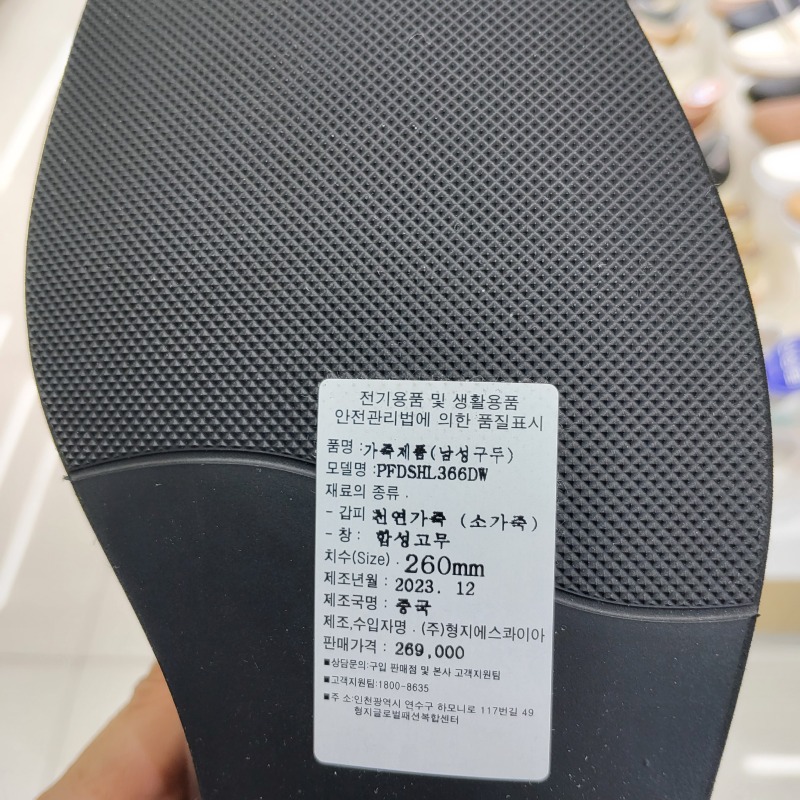 전기용품 및 생활용품
안전관리법에 의한 품질표시
품명 :가죽제품(남성구두)
모델명 :PFDSHL366DW
재료의 종류 .
- 갑피 천연가죽 (소가죽)
- 창 : 합성고무
치수(Size) . 260mm
제조년월 : 2023. 12
제조국명 : 중국
제조,수입자명 . (주)형지에스콰이아
판매가격 : 269,000
■상담문의:구입 판매점 및 본사 고객지원팀
■고객지원팀:1800-8635
■주 소:인천광역시 연수구 하모니로 177번길 49
형지글로벌패션복합센터